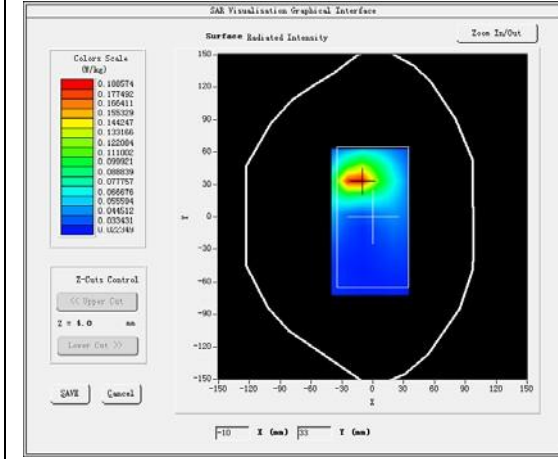 SAR Visualisation Graphical Interface
Surface Radiated Intensity
Zoom In/Out
Colors Scale
(W/kg)
0.188574
0.177492
0.166411
0.155329
0.144247
0.133166
0.122084
0.111002
0.099921
0.088839
0.077757
0.066676
0.055594
0.044512
0.033431
0.022349
150
120
90
60
30
0
-30
-60
-90
-120
-150
Y
-150 -120 -90 -60 -30 0 30 60 90 120 150
X
Z-Cuts Control
<< Upper Cut
Z = 4.0 mm
Lower Cut >>
SAVE Cancel
-10 X (mm) 33 Y (mm)